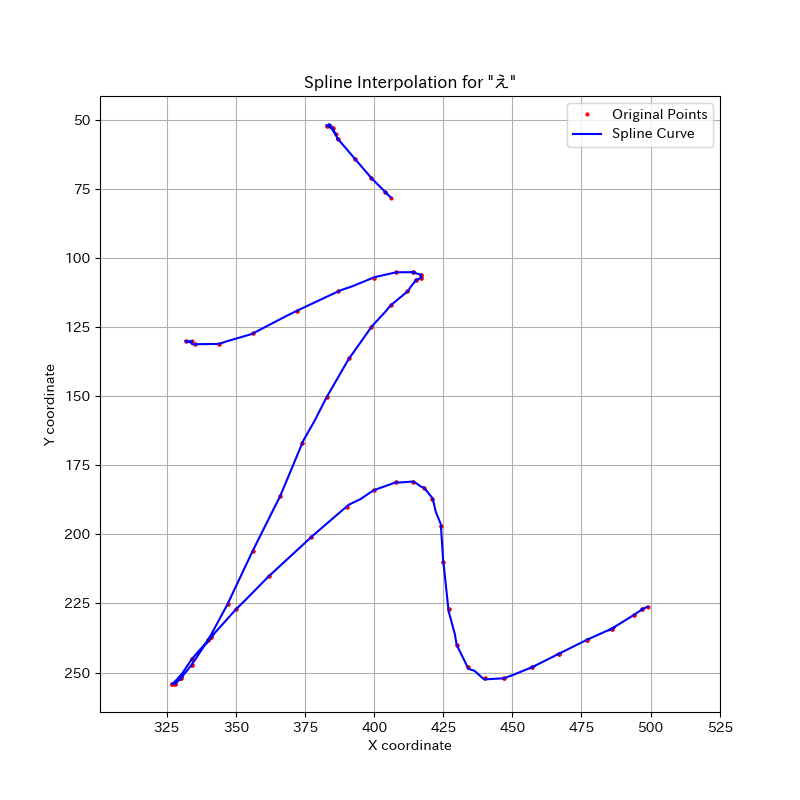 Spline Interpolation for "え"
Original Points
Spline Curve
50
75
100
125
150
175
200
225
250
Y coordinate
え
325 350 375 400 425 450 475 500 525
X coordinate